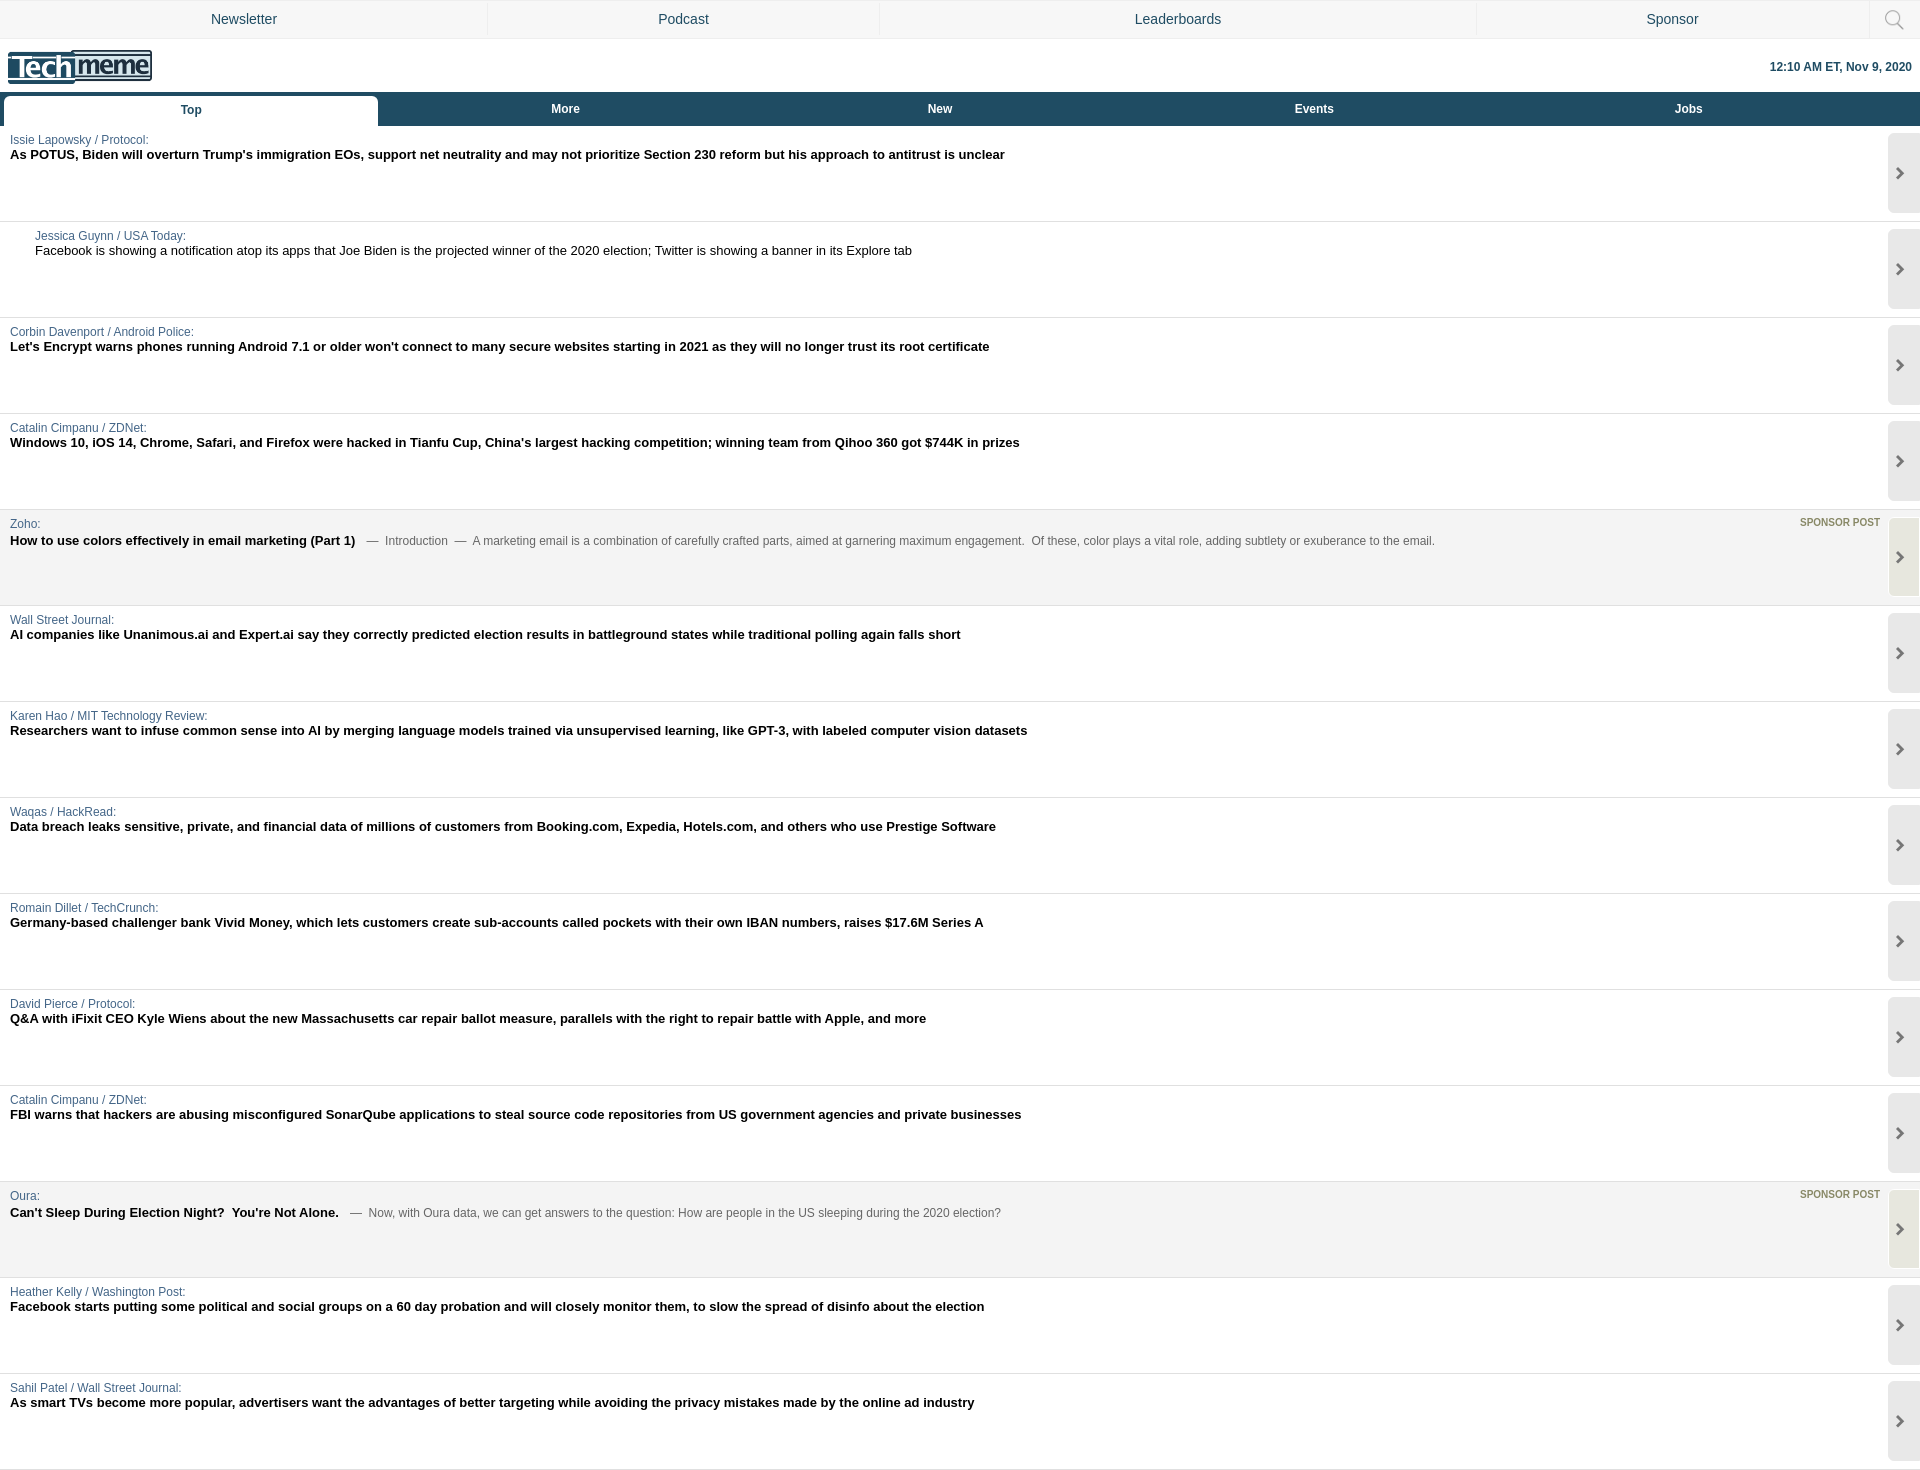 Newsletter
Podcast
Leaderboards
Sponsor
Techmeme
12:10 AM ET, Nov 9, 2020
Top
More
New
Events
Jobs
Issie Lapowsky / Protocol:
As POTUS, Biden will overturn Trump's immigration EOs, support net neutrality and may not prioritize Section 230 reform but his approach to antitrust is unclear
Jessica Guynn / USA Today:
Facebook is showing a notification atop its apps that Joe Biden is the projected winner of the 2020 election; Twitter is showing a banner in its Explore tab
Corbin Davenport / Android Police:
Let's Encrypt warns phones running Android 7.1 or older won't connect to many secure websites starting in 2021 as they will no longer trust its root certificate
Catalin Cimpanu / ZDNet:
Windows 10, iOS 14, Chrome, Safari, and Firefox were hacked in Tianfu Cup, China's largest hacking competition; winning team from Qihoo 360 got $744K in prizes
Zoho:
SPONSOR POST
How to use colors effectively in email marketing (Part 1) — Introduction — A marketing email is a combination of carefully crafted parts, aimed at garnering maximum engagement. Of these, color plays a vital role, adding subtlety or exuberance to the email.
Wall Street Journal:
AI companies like Unanimous.ai and Expert.ai say they correctly predicted election results in battleground states while traditional polling again falls short
Karen Hao / MIT Technology Review:
Researchers want to infuse common sense into AI by merging language models trained via unsupervised learning, like GPT-3, with labeled computer vision datasets
Waqas / HackRead:
Data breach leaks sensitive, private, and financial data of millions of customers from Booking.com, Expedia, Hotels.com, and others who use Prestige Software
Romain Dillet / TechCrunch:
Germany-based challenger bank Vivid Money, which lets customers create sub-accounts called pockets with their own IBAN numbers, raises $17.6M Series A
David Pierce / Protocol:
Q&A with iFixit CEO Kyle Wiens about the new Massachusetts car repair ballot measure, parallels with the right to repair battle with Apple, and more
Catalin Cimpanu / ZDNet:
FBI warns that hackers are abusing misconfigured SonarQube applications to steal source code repositories from US government agencies and private businesses
Oura:
SPONSOR POST
Can't Sleep During Election Night? You're Not Alone. — Now, with Oura data, we can get answers to the question: How are people in the US sleeping during the 2020 election?
Heather Kelly / Washington Post:
Facebook starts putting some political and social groups on a 60 day probation and will closely monitor them, to slow the spread of disinfo about the election
Sahil Patel / Wall Street Journal:
As smart TVs become more popular, advertisers want the advantages of better targeting while avoiding the privacy mistakes made by the online ad industry